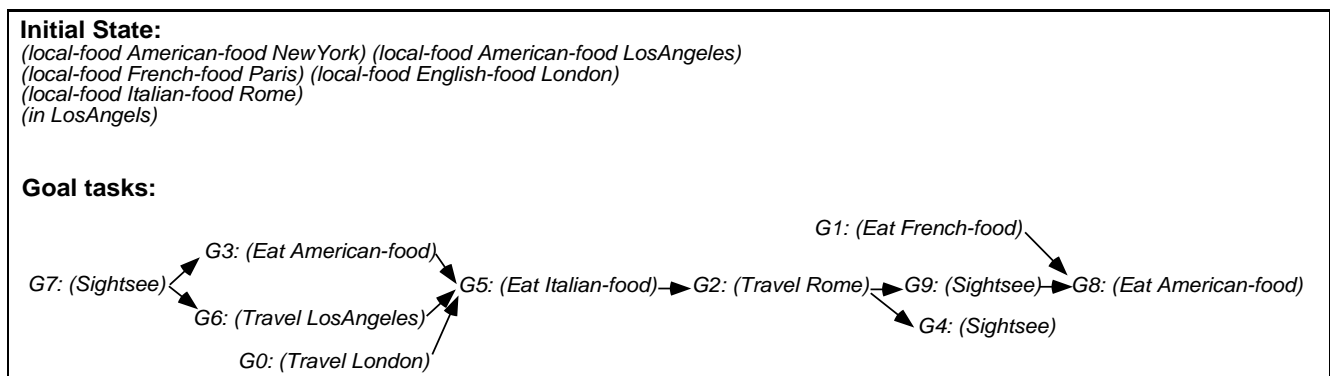 Initial State:
(local-food American-food NewYork) (local-food American-food LosAngeles)
(local-food French-food Paris) (local-food English-food London)
(local-food Italian-food Rome)
(in LosAngels)
Goal tasks:
G1: (Eat French-food)
G3: (Eat American-food)
G7: (Sightsee) G5: (Eat Italian-food) G2: (Travel Rome) G9: (Sightsee) G8: (Eat American-food)
G6: (Travel LosAngeles) G4: (Sightsee)
G0: (Travel London)